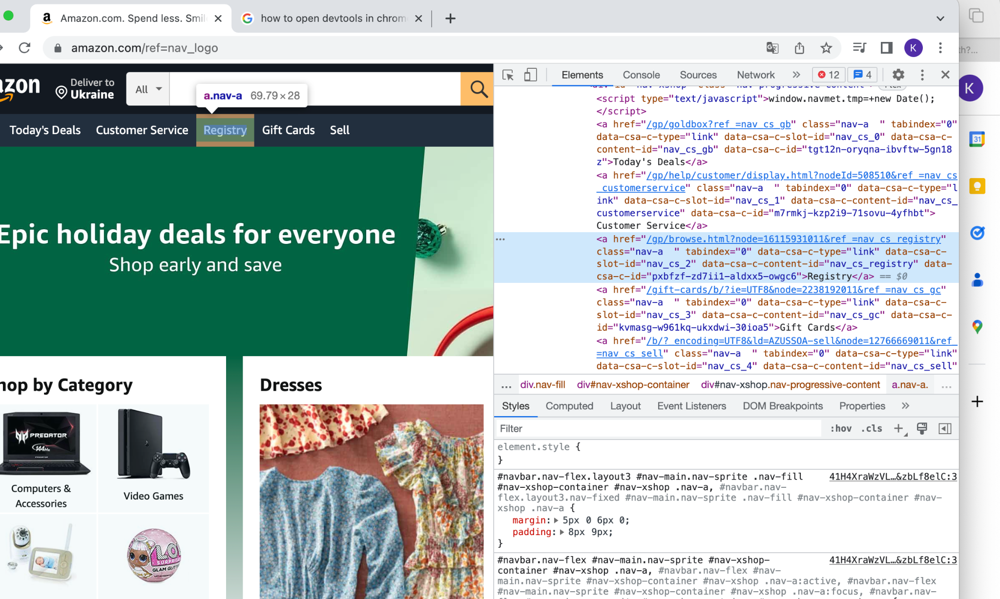 Amazon.com. Spend less. Smil
how to open devtools in chrom
amazon.com/ref=nav_logo
K
th?...
azon
Deliver to
Ukraine
All
a.nav-a 69.79 × 28
Today's Deals Customer Service Registry Gift Cards Sell
Epic holiday deals for everyone
Shop early and save
hop by Category
PREDATOR
144Hz
PREDATOR
Computers &
Accessories
Video Games
L.O.
SURPRISE
GLAM GLITT
Dresses
Elements Console Sources Network 12 4
<div id="nav-xshop" class="nav-progressive-content"> flex
<script type="text/javascript">window.navmet.tmp=+new Date();
</script>
<a href="/gp/goldbox?ref_=nav_cs_gb" class="nav-a  " tabindex="0"
data-csa-c-type="link" data-csa-c-slot-id="nav_cs_0" data-csa-c-
content-id="nav_cs_gb" data-csa-c-id="tgt12n-oryqna-ibvftw-5gn18
z">Today's Deals</a>
<a href="/gp/help/customer/display.html?nodeId=508510&ref_=nav_cs
_customerservice" class="nav-a  " tabindex="0" data-csa-c-type="l
ink" data-csa-c-slot-id="nav_cs_1" data-csa-c-content-id="nav_cs_
customerservice" data-csa-c-id="m7rmkj-kzp2i9-71sovu-4yfhbt">
Customer Service</a>
<a href="/gp/browse.html?node=16115931011&ref_=nav_cs_registry"
class="nav-a  " tabindex="0" data-csa-c-type="link" data-csa-c-
slot-id="nav_cs_2" data-csa-c-content-id="nav_cs_registry" data-
csa-c-id="pxbfzf-zd7ii1-aldxx5-owgc6">Registry</a> == $0
<a href="/gift-cards/b/?ie=UTF8&node=2238192011&ref_=nav_cs_gc"
class="nav-a  " tabindex="0" data-csa-c-type="link" data-csa-c-
slot-id="nav_cs_3" data-csa-c-content-id="nav_cs_gc" data-csa-c-
id="kvmasg-w961kq-ukxdwi-30ioa5">Gift Cards</a>
<a href="/b/?_encoding=UTF8&ld=AZUSSOA-sell&node=12766669011&ref_
=nav_cs_sell" class="nav-a  " tabindex="0" data-csa-c-type="link"
data-csa-c-slot-id="nav_cs_4" data-csa-c-content-id="nav_cs_sell"
... div.nav-fill div#nav-xshop-container div#nav-xshop.nav-progressive-content a.nav-a. ...
Styles Computed Layout Event Listeners DOM Breakpoints Properties
Filter :hov .cls
element.style {
}
#navbar.nav-flex.layout3 #nav-main.nav-sprite .nav-fill 41H4XraWzVL…&zbLf8elC:3
#nav-xshop-container #nav-xshop .nav-a, #navbar.nav-
flex.layout3.nav-fixed #nav-main.nav-sprite .nav-fill #nav-xshop-container #nav-
xshop .nav-a {
margin: 5px 0 6px 0;
padding: 8px 9px;
}
#navbar.nav-flex #nav-main.nav-sprite #nav-xshop- 41H4XraWzVL…&zbLf8elC:3
container #nav-xshop .nav-a, #navbar.nav-flex #nav-
main.nav-sprite #nav-xshop-container #nav-xshop .nav-a:active, #navbar.nav-flex
#nav-main.nav-sprite #nav-xshop-container #nav-xshop .nav-a:focus, #navbar.nav-
K
31